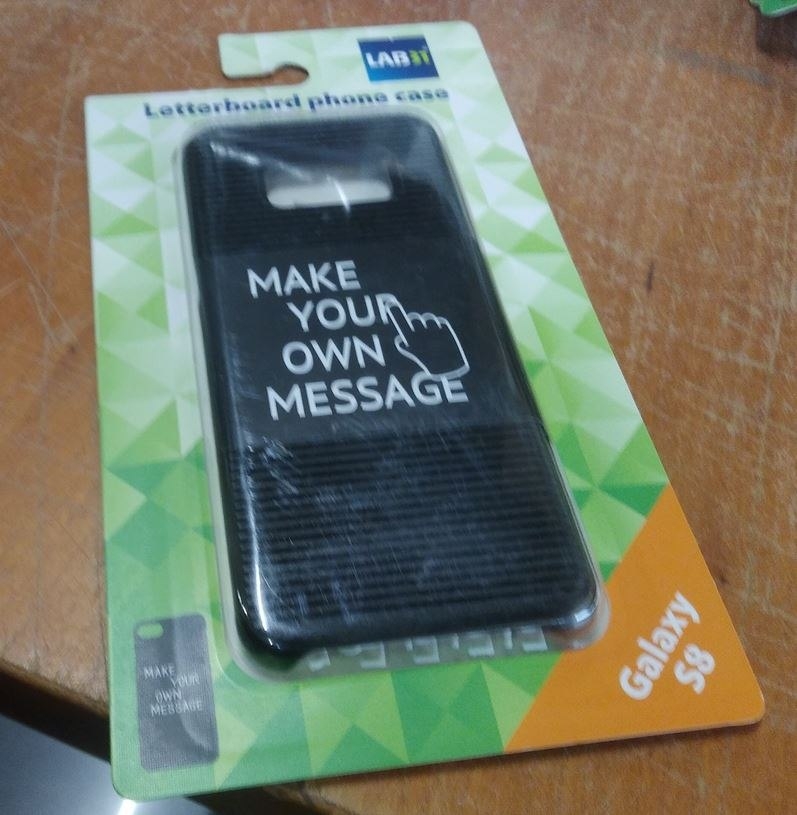 LAB31
Letterboard phone case
MAKE
YOUR
OWN
MESSAGE
MAKE
YOUR
OWN
MESSAGE
Galaxy
S8